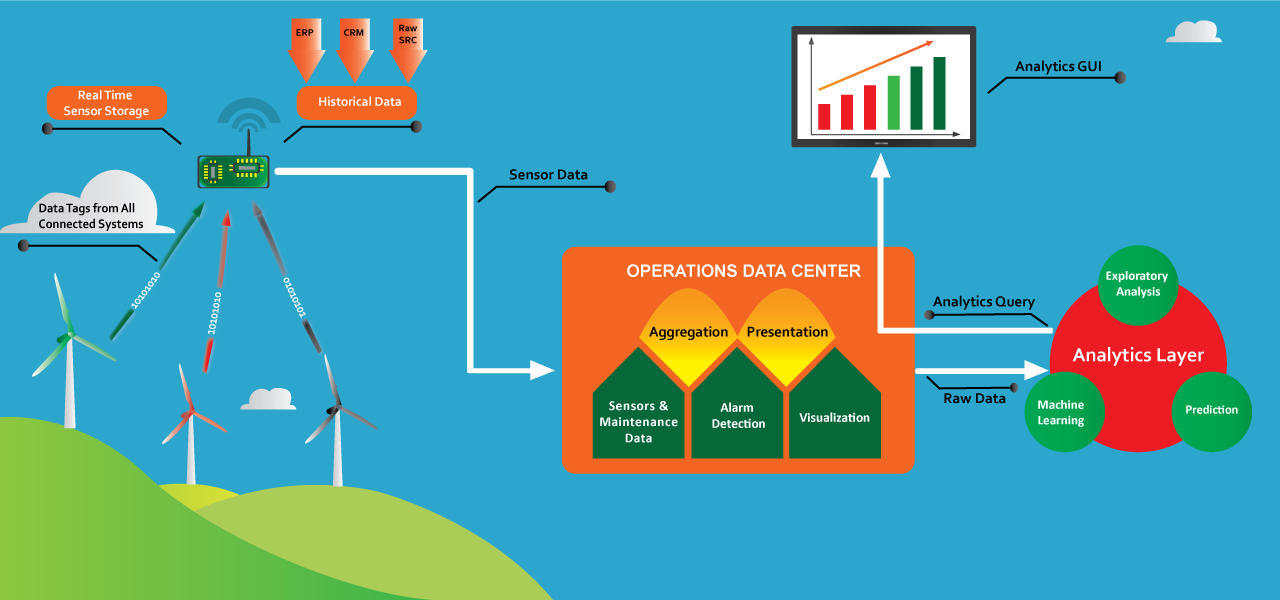 ERP
CRM
Raw
SRC
Real Time
Sensor Storage
Historical Data
Data Tags from All
Connected Systems
10101010
10101010
01010101
Sensor Data
Analytics GUI
OPERATIONS DATA CENTER
Aggregation
Presentation
Sensors &
Maintenance
Data
Alarm
Detection
Visualization
Analytics Query
Raw Data
Exploratory
Analysis
Analytics Layer
Machine
Learning
Prediction